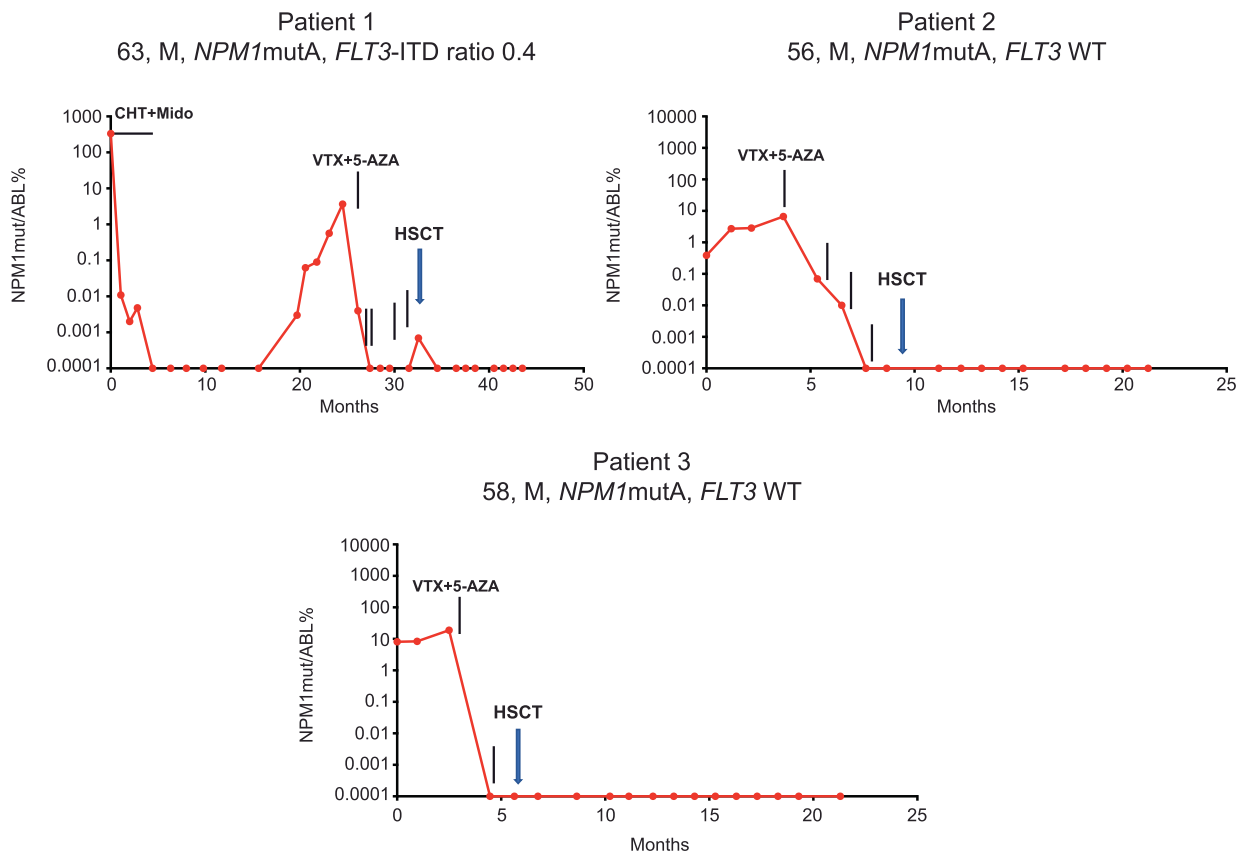 Patient 1
63, M, NPM1mutA, FLT3-ITD ratio 0.4
NPM1mut/ABL%
1000
100
10
1
0.1
0.01
0.001
0.0001
CHT+Mido
VTX+5-AZA
HSCT
0 10 20 30 40 50
Months
Patient 2
56, M, NPM1mutA, FLT3 WT
NPM1mut/ABL%
10000
1000
100
10
1
0.1
0.01
0.001
0.0001
VTX+5-AZA
HSCT
0 5 10 15 20 25
Months
Patient 3
58, M, NPM1mutA, FLT3 WT
NPM1mut/ABL%
10000
1000
100
10
1
0.1
0.01
0.001
0.0001
VTX+5-AZA
HSCT
0 5 10 15 20 25
Months